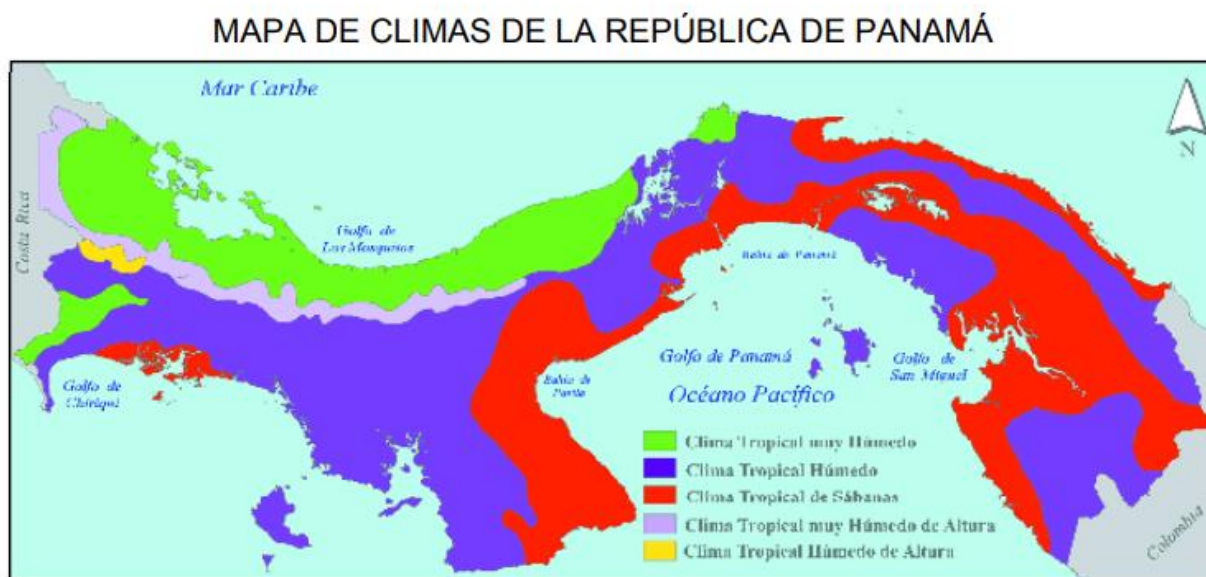 MAPA DE CLIMAS DE LA REPÚBLICA DE PANAMÁ
Mar Caribe
N
Costa Rica
Golfo de
Los Mosquitos
Bahía de Panamá
Golfo de
Chiriquí
Bahía de
Parita
Golfo de Panamá
Golfo de
San Miguel
Océano Pacífico
Colombia
Clima Tropical muy Húmedo
Clima Tropical Húmedo
Clima Tropical de Sábanas
Clima Tropical muy Húmedo de Altura
Clima Tropical Húmedo de Altura